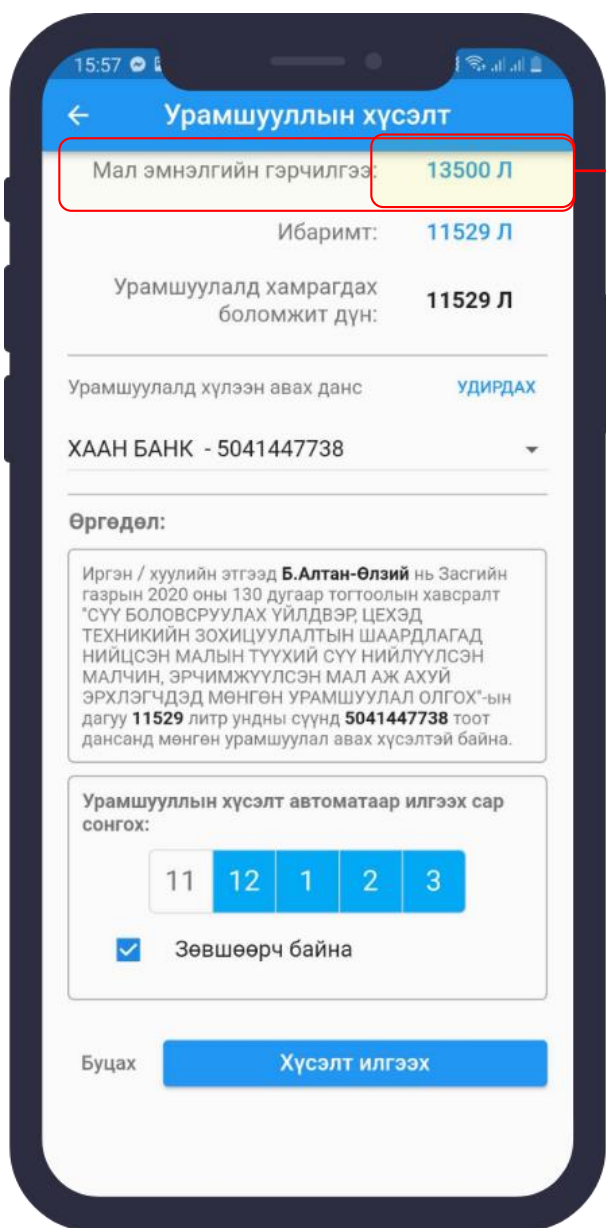 15:57
Урамшууллын хүсэлт
Мал эмнэлгийн гэрчилгээ: 13500 Л
Ибаримт: 11529 Л
Урамшуулалд хамрагдах
боломжит дүн: 11529 Л
Урамшуулалд хүлээн авах данс УДИРДАХ
ХААН БАНК - 5041447738
Өргөдөл:
Иргэн / хуулийн этгээд Б.Алтан-Өлзий нь Засгийн
газрын 2020 оны 130 дугаар тогтоолын хавсралт
"СҮҮ БОЛОВСРУУЛАХ ҮЙЛДВЭР, ЦЕХЭД
ТЕХНИКИЙН ЗОХИЦУУЛАЛТЫН ШААРДЛАГАД
НИЙЦСЭН МАЛЫН ТҮҮХИЙ СҮҮ НИЙЛҮҮЛСЭН
МАЛЧИН, ЭРЧИМЖҮҮЛСЭН МАЛ АЖ АХУЙ
ЭРХЛЭГЧДЭД МӨНГӨН УРАМШУУЛАЛ ОЛГОХ"-ын
дагуу 11529 литр ундны сүүнд 5041447738 тоот
дансанд мөнгөн урамшуулал авах хүсэлтэй байна.
Урамшууллын хүсэлт автоматаар илгээх сар
сонгох:
11 12 1 2 3
Зөвшөөрч байна
Буцах Хүсэлт илгээх